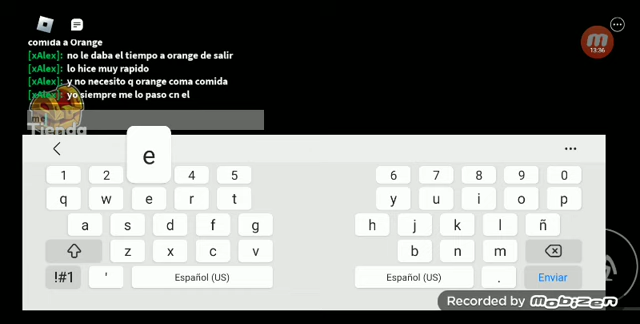 comida a Orange
[xAlex]: no le daba el tiempo a orange de salir
[xAlex]: lo hice muy rapido
[xAlex]: y no necesito q orange coma comida
[xAlex]: yo siempre me lo paso cn el
me
Tienda
13:36
e
1 2 4 5 6 7 8 9 0
q w e r t y u i o p
a s d f g h j k l ñ
z x c v b n m
!#1 ' Español (US) Español (US) . Enviar
Recorded by Mobizen